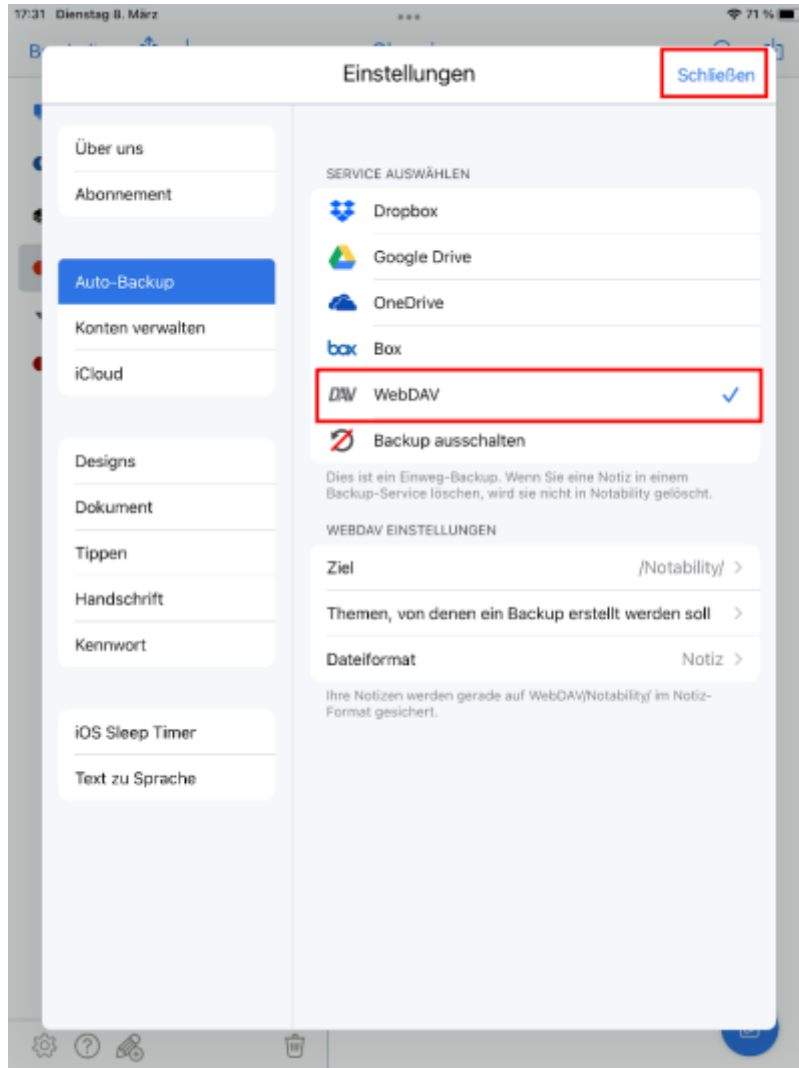 17:31 Dienstag 8. März
71 %
Einstellungen
Schließen
Über uns
Abonnement
Auto-Backup
Konten verwalten
iCloud
Designs
Dokument
Tippen
Handschrift
Kennwort
iOS Sleep Timer
Text zu Sprache
SERVICE AUSWÄHLEN
Dropbox
Google Drive
OneDrive
box Box
DAV WebDAV
Backup ausschalten
Dies ist ein Einweg-Backup. Wenn Sie eine Notiz in einem
Backup-Service löschen, wird sie nicht in Notability gelöscht.
WEBDAV EINSTELLUNGEN
Ziel /Notability/
Themen, von denen ein Backup erstellt werden soll
Dateiformat Notiz
Ihre Notizen werden gerade auf WebDAV/Notability/ im Notiz-
Format gesichert.